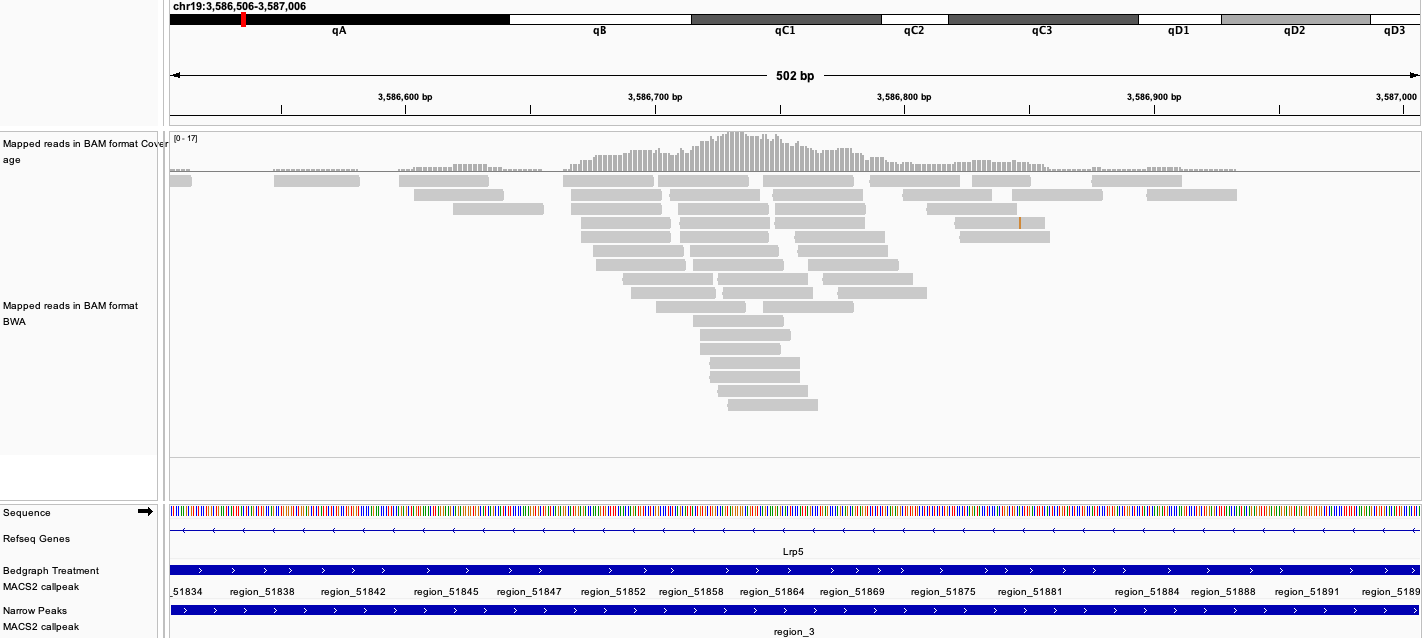 chr19:3,586,506-3,587,006
qA qB qC1 qC2 qC3 qD1 qD2 qD3
502 bp
3,586,600 bp 3,586,700 bp 3,586,800 bp 3,586,900 bp 3,587,000
Mapped reads in BAM format Cover
age
[0 - 17]
Mapped reads in BAM format
BWA
Sequence
Refseq Genes
Lrp5
Bedgraph Treatment
MACS2 callpeak
_51834 region_51838 region_51842 region_51845 region_51847 region_51852 region_51858 region_51864 region_51869 region_51875 region_51881 region_51884 region_51888 region_51891 region_5189
Narrow Peaks
MACS2 callpeak
region_3